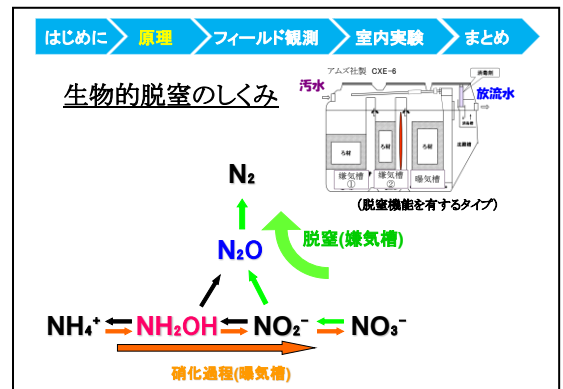 はじめに 原理 フィールド観測 室内実験 まとめ
生物的脱窒のしくみ
アムズ社製 CXE-6
消毒剤
汚水
放流水
ろ材 ろ材 ろ材
嫌気槽① 嫌気槽② 曝気槽
(脱窒機能を有するタイプ)
N₂
脱窒(嫌気槽)
N₂O
NH₄⁺ NH₂OH NO₂⁻ NO₃⁻
硝化過程(曝気槽)